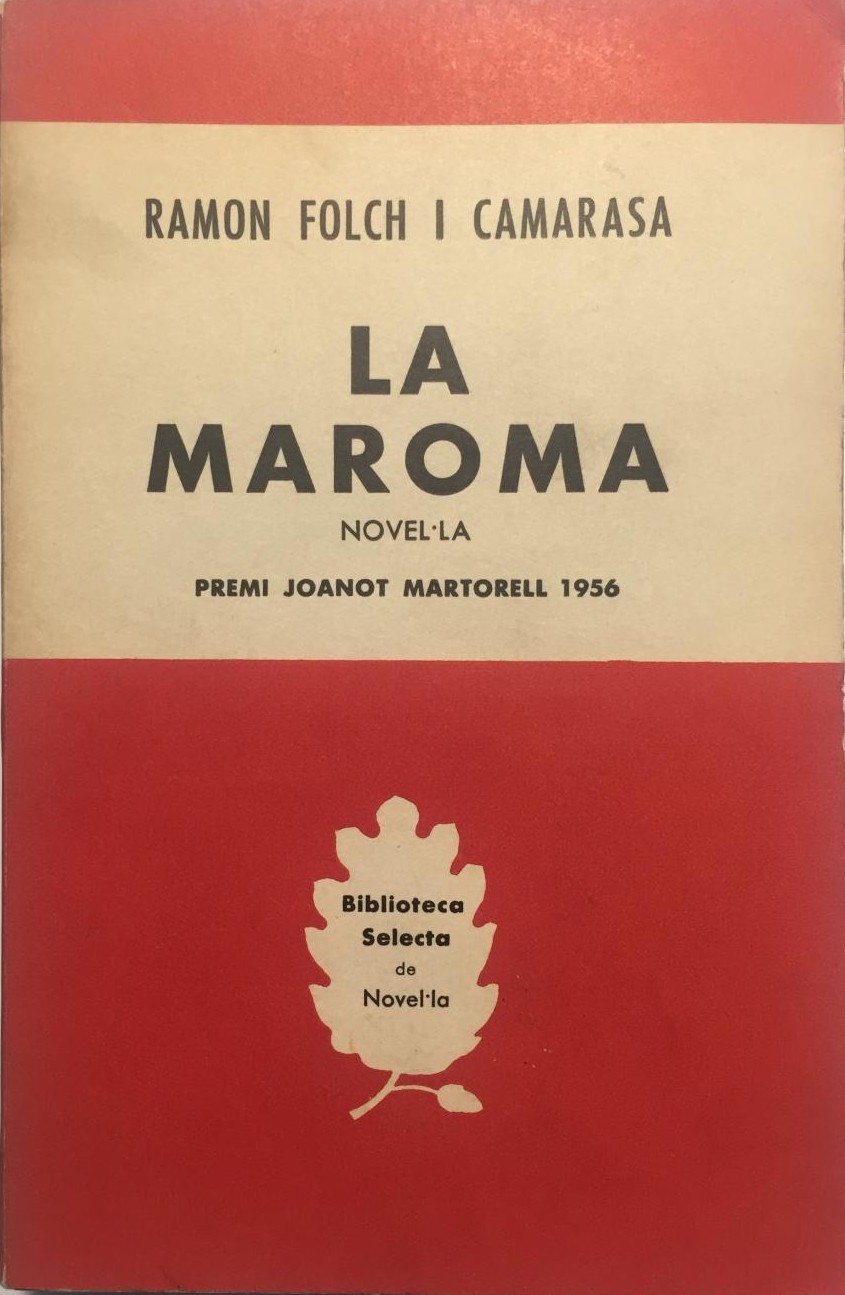 RAMON FOLCH I CAMARASA
LA
MAROMA
NOVEL·LA
PREMI JOANOT MARTORELL 1956
Biblioteca
Selecta
de
Novel·la